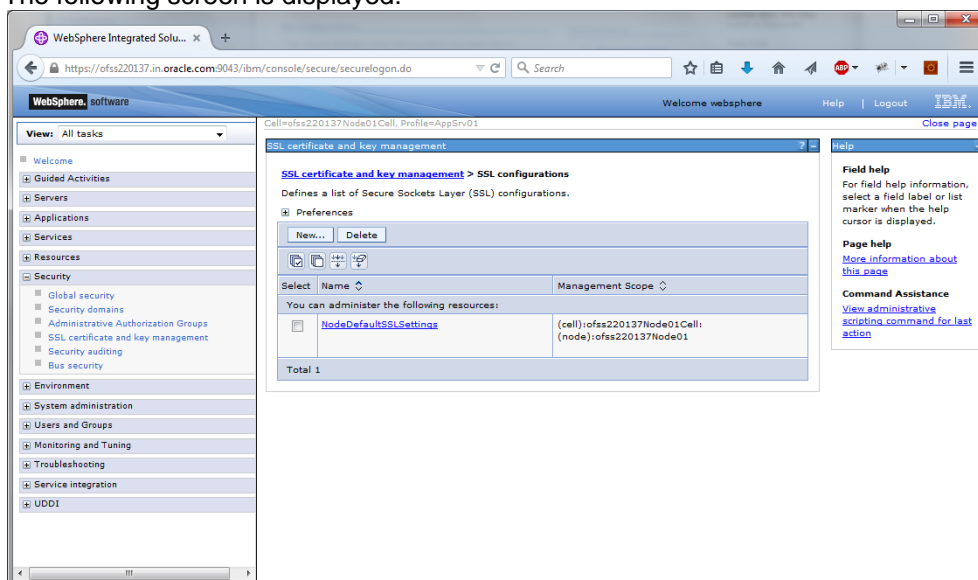 The following screen is displayed.
WebSphere Integrated Solu... × +
https://ofss220137.in.oracle.com:9043/ibm/console/secure/securelogon.do
Search
ABP
WebSphere. software
Welcome websphere
Help | Logout
IBM.
Cell=ofss220137Node01Cell, Profile=AppSrv01
Close page
View: All tasks
Welcome
Guided Activities
Servers
Applications
Services
Resources
Security
Global security
Security domains
Administrative Authorization Groups
SSL certificate and key management
Security auditing
Bus security
Environment
System administration
Users and Groups
Monitoring and Tuning
Troubleshooting
Service integration
UDDI
SSL certificate and key management ? –
SSL certificate and key management > SSL configurations
Defines a list of Secure Sockets Layer (SSL) configurations.
Preferences
New... Delete
Select Name Management Scope
You can administer the following resources:
NodeDefaultSSLSettings
(cell):ofss220137Node01Cell:
(node):ofss220137Node01
Total 1
Help
Field help
For field help information,
select a field label or list
marker when the help
cursor is displayed.
Page help
More information about
this page
Command Assistance
View administrative
scripting command for last
action